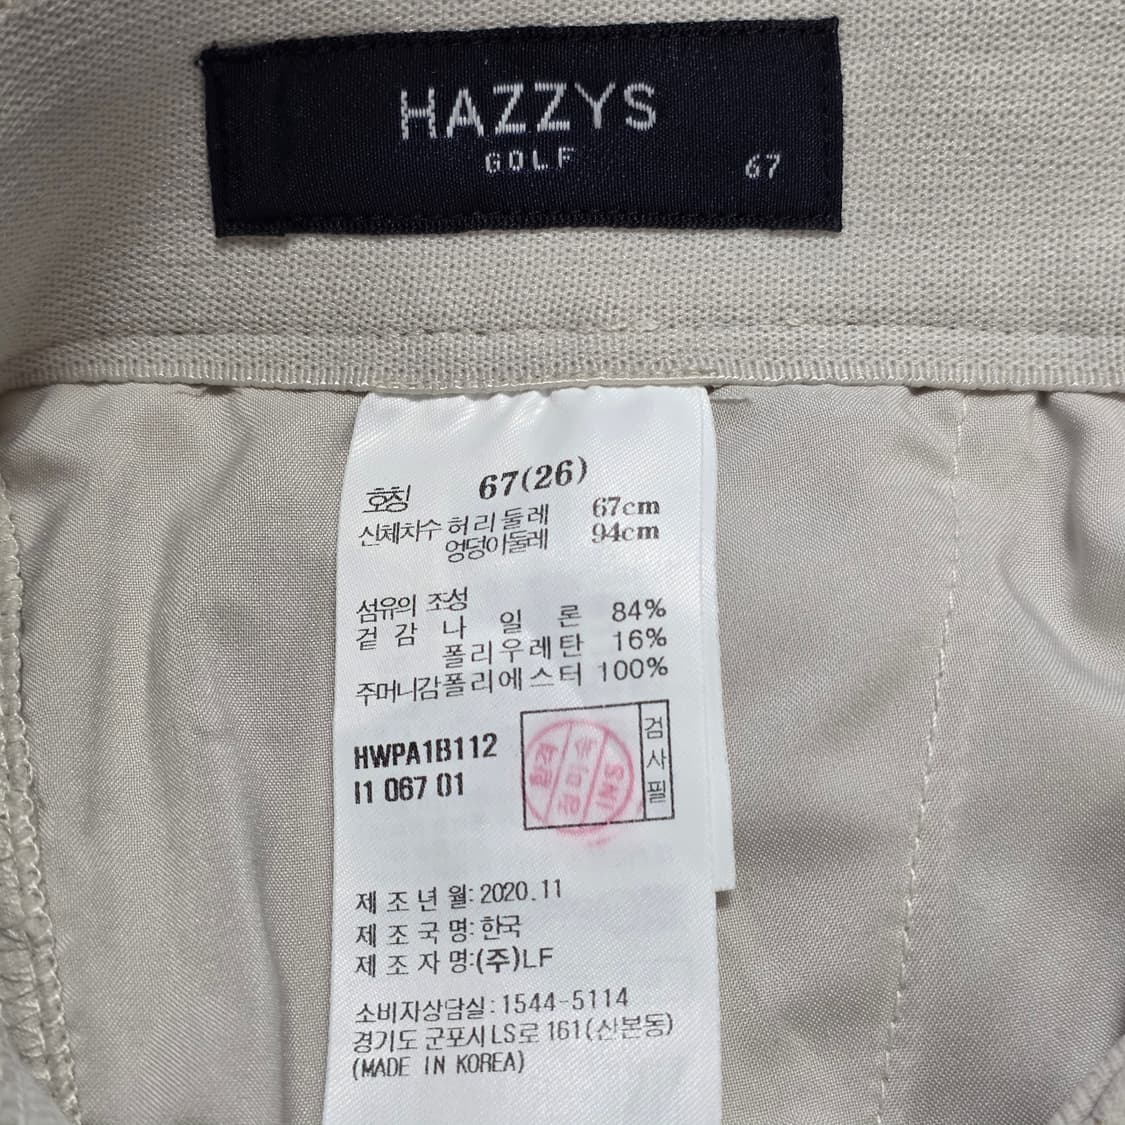 HAZZYS
GOLF
67
호칭 67(26)
신체치수 허리둘레 67cm
엉덩이둘레 94cm
섬유의 조성
겉감 나일론 84%
폴리우레탄 16%
주머니감 폴리에스터 100%
HWPA1B112
I1 067 01
검사필
합격
INS
제조년월: 2020.11
제조국명: 한국
제조자명:(주)LF
소비자상담실: 1544-5114
경기도 군포시 LS로 161(산본동)
(MADE IN KOREA)